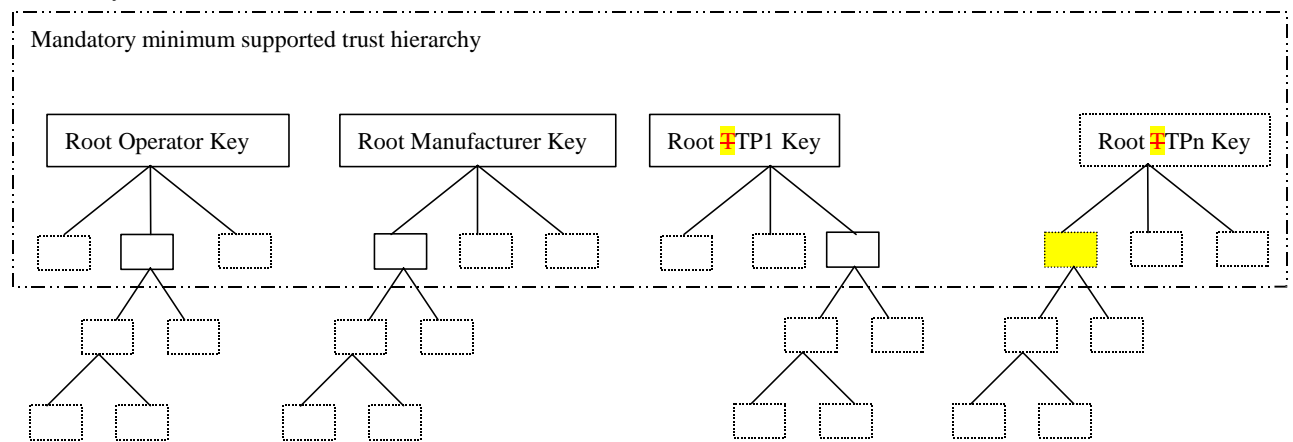 Mandatory minimum supported trust hierarchy
Root Operator Key
Root Manufacturer Key
Root TTP1 Key
Root TTPn Key